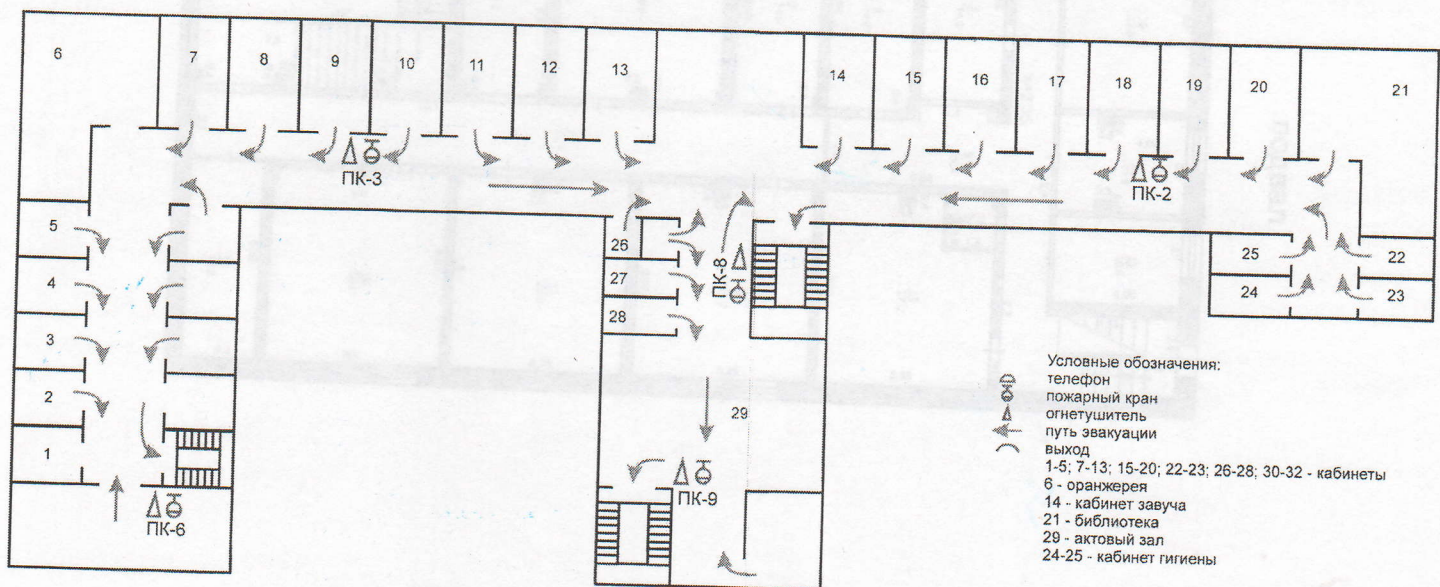 6
7
8
9
10
11
12
13
14
15
16
17
18
19
20
21
ПК-3
ПК-2
5
4
3
2
1
26
27
28
ПК-8
25
24
22
23
29
ПК-9
ПК-6
Условные обозначения:
телефон
пожарный кран
огнетушитель
путь эвакуации
выход
1-5; 7-13; 15-20; 22-23; 26-28; 30-32 - кабинеты
6 - оранжерея
14 - кабинет завуча
21 - библиотека
29 - актовый зал
24-25 - кабинет гигиены